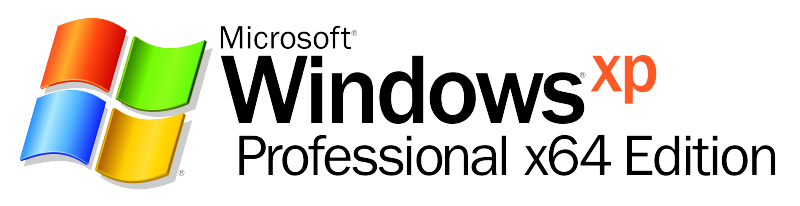 Microsoft®
Windows® xp
Professional x64 Edition
®